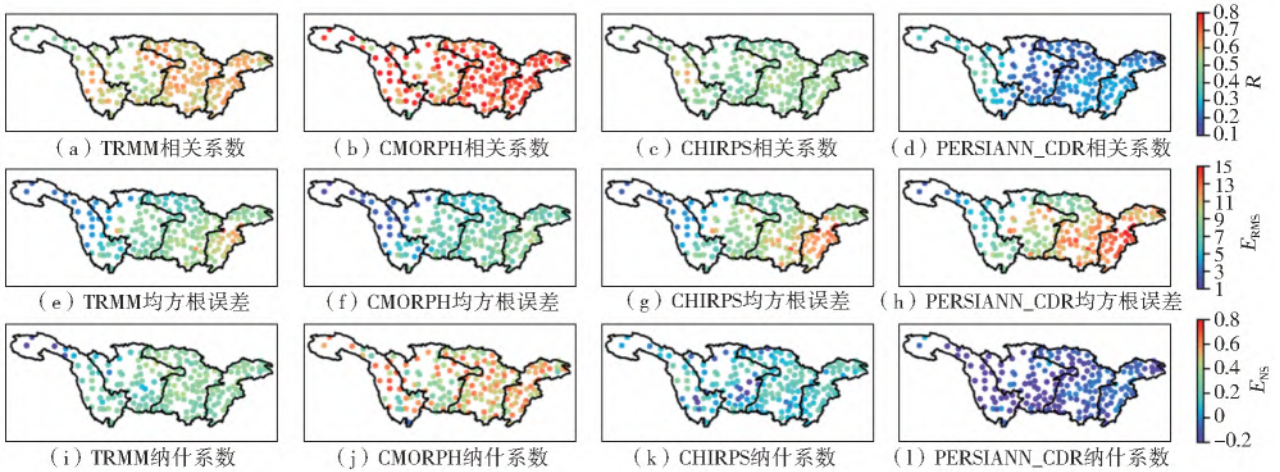 0.8
0.7
0.6
0.5
0.4
0.3
0.2
0.1
R
(a) TRMM相关系数
(b) CMORPH相关系数
(c) CHIRPS相关系数
(d) PERSIANN_CDR相关系数
15
13
11
9
7
5
3
1
E_RMS
(e) TRMM均方根误差
(f) CMORPH均方根误差
(g) CHIRPS均方根误差
(h) PERSIANN_CDR均方根误差
0.8
0.6
0.4
0.2
0
-0.2
E_NS
(i) TRMM纳什系数
(j) CMORPH纳什系数
(k) CHIRPS纳什系数
(l) PERSIANN_CDR纳什系数